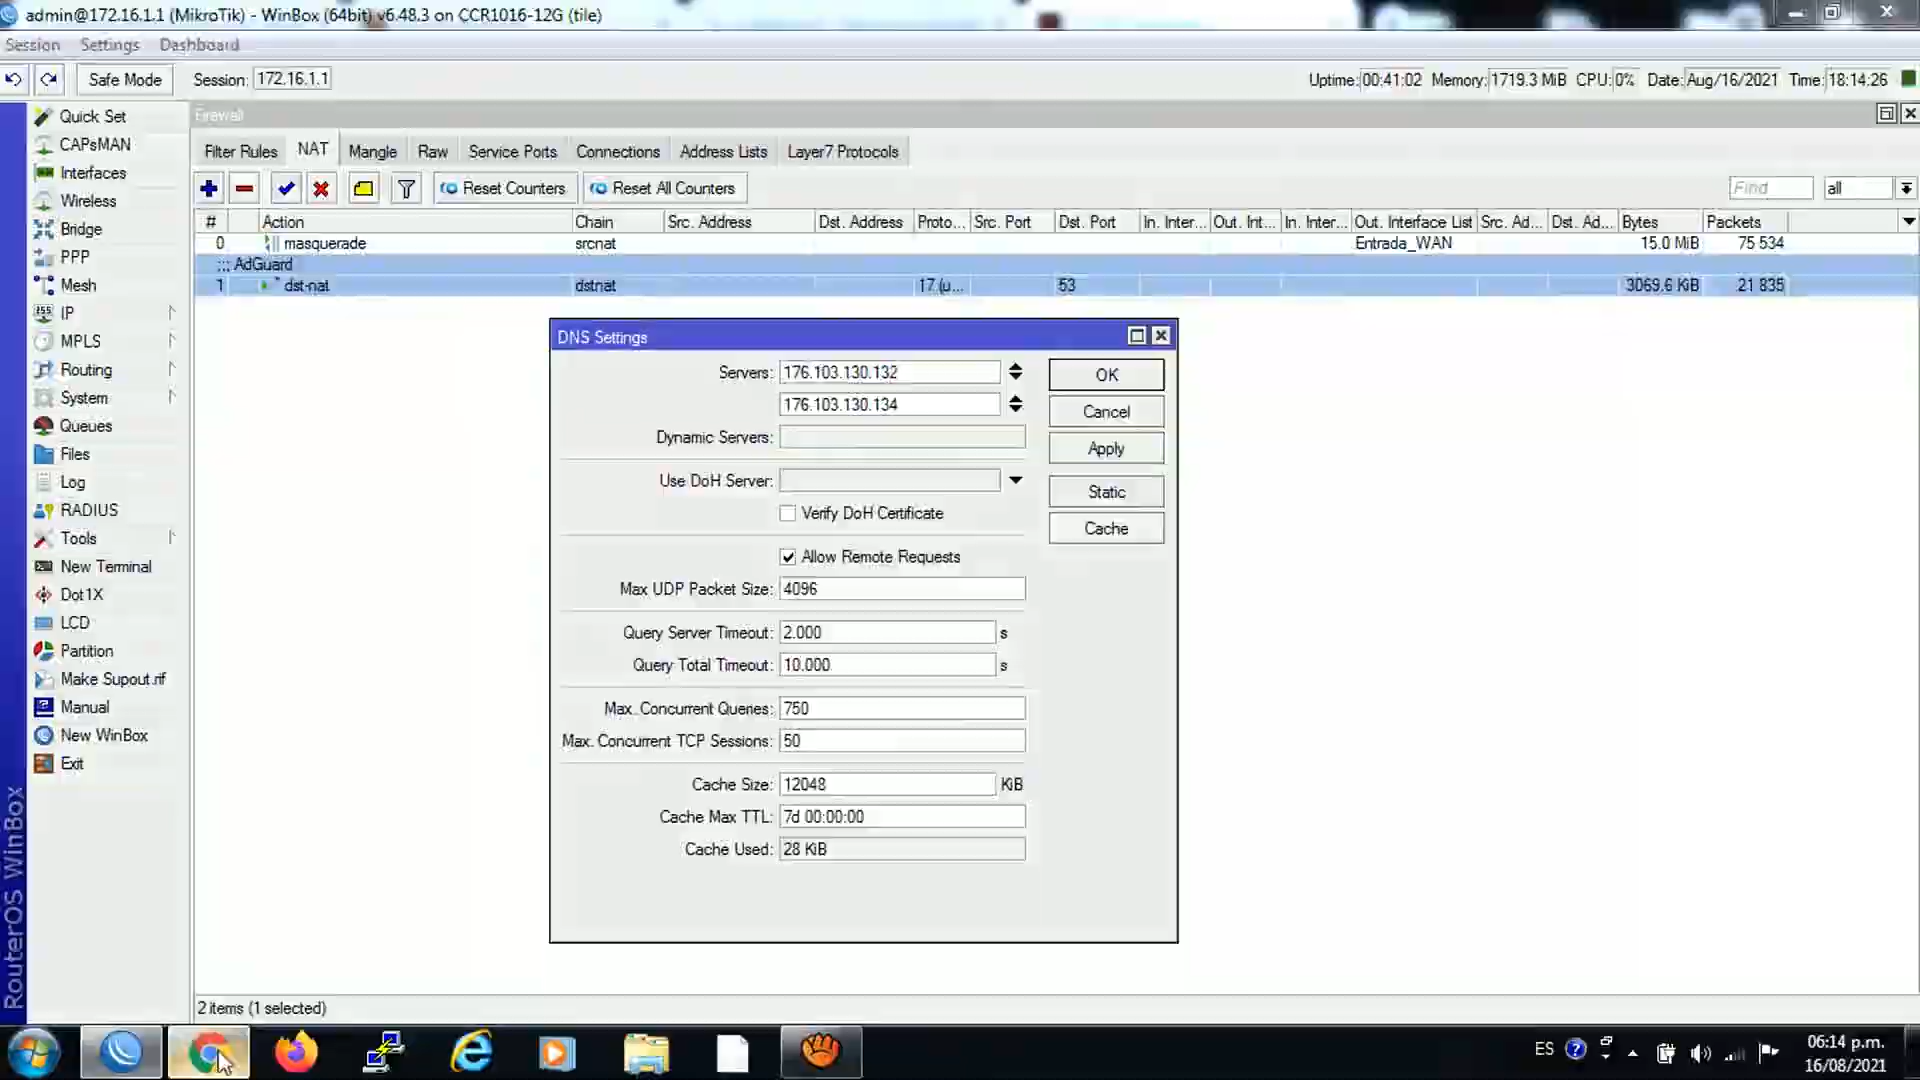 admin@172.16.1.1 (MikroTik) - WinBox (64bit) v6.48.3 on CCR1016-12G (tile)
Session Settings Dashboard
Safe Mode Session: 172.16.1.1 Uptime: 00:41:02 Memory: 1719.3 MiB CPU: 0% Date: Aug/16/2021 Time: 18:14:26
Firewall
Filter Rules NAT Mangle Raw Service Ports Connections Address Lists Layer7 Protocols
Reset Counters Reset All Counters Find all
# Action Chain Src. Address Dst. Address Proto... Src. Port Dst. Port In. Inter... Out. Int... In. Inter... Out. Interface List Src. Ad... Dst. Ad... Bytes Packets
0 masquerade srcnat Entrada_WAN 15.0 MiB 75 534
::: AdGuard
1 dst-nat dstnat 17 (u... 53 3069.6 KiB 21 835
Quick Set
CAPsMAN
Interfaces
Wireless
Bridge
PPP
Mesh
IP
MPLS
Routing
System
Queues
Files
Log
RADIUS
Tools
New Terminal
Dot1X
LCD
Partition
Make Supout.rif
Manual
New WinBox
Exit
RouterOS WinBox
DNS Settings
Servers: 176.103.130.132
176.103.130.134
Dynamic Servers:
Use DoH Server:
Verify DoH Certificate
Allow Remote Requests
Max UDP Packet Size: 4096
Query Server Timeout: 2.000 s
Query Total Timeout: 10.000 s
Max. Concurrent Queries: 750
Max. Concurrent TCP Sessions: 50
Cache Size: 12048 KiB
Cache Max TTL: 7d 00:00:00
Cache Used: 28 KiB
OK
Cancel
Apply
Static
Cache
2 items (1 selected)
ES
06:14 p.m.
16/08/2021